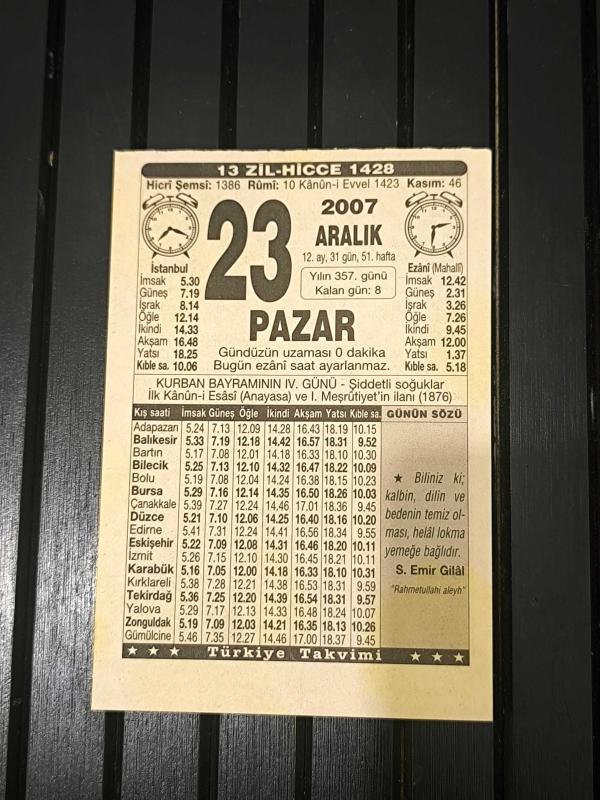 13 ZİL-HİCCE 1428
Hicrî Şemsî: 1386 Rûmî: 10 Kânûn-i Evvel 1423 Kasım: 46
23
2007
ARALIK
12. ay, 31 gün, 51. hafta
Yılın 357. günü
Kalan gün: 8
PAZAR
Gündüzün uzaması 0 dakika
Bugün ezânî saat ayarlanmaz.
İstanbul
İmsak 5.30
Güneş 7.19
İşrak 8.14
Öğle 12.14
İkindi 14.33
Akşam 16.48
Yatsı 18.25
Kıble sa. 10.06
Ezânî (Mahallî)
İmsak 12.42
Güneş 2.31
İşrak 3.26
Öğle 7.26
İkindi 9.45
Akşam 12.00
Yatsı 1.37
Kıble sa. 5.18
KURBAN BAYRAMININ IV. GÜNÜ - Şiddetli soğuklar
İlk Kânûn-i Esâsî (Anayasa) ve I. Meşrûtiyet'in ilanı (1876)
Kış saati İmsak Güneş Öğle İkindi Akşam Yatsı Kıble sa.
Adapazarı 5.24 7.13 12.09 14.28 16.43 18.19 10.15
Balıkesir 5.33 7.19 12.18 14.42 16.57 18.31 9.52
Bartın 5.17 7.08 12.01 14.18 16.33 18.10 10.30
Bilecik 5.25 7.13 12.10 14.32 16.47 18.22 10.09
Bolu 5.19 7.08 12.04 14.24 16.38 18.15 10.23
Bursa 5.29 7.16 12.14 14.35 16.50 18.26 10.03
Çanakkale 5.39 7.27 12.24 14.46 17.01 18.36 9.45
Düzce 5.21 7.10 12.06 14.25 16.40 18.16 10.20
Edirne 5.41 7.31 12.24 14.41 16.56 18.34 9.55
Eskişehir 5.22 7.09 12.08 14.31 16.46 18.20 10.11
İzmit 5.26 7.15 12.10 14.30 16.45 18.21 10.11
Karabük 5.16 7.05 12.00 14.18 16.33 18.10 10.31
Kırklareli 5.38 7.28 12.21 14.38 16.53 18.31 9.59
Tekirdağ 5.36 7.25 12.20 14.39 16.54 18.31 9.57
Yalova 5.29 7.17 12.13 14.33 16.48 18.24 10.07
Zonguldak 5.19 7.09 12.03 14.21 16.35 18.13 10.26
Gümülcine 5.46 7.35 12.27 14.46 17.00 18.37 9.45
GÜNÜN SÖZÜ
★ Biliniz ki;
kalbin, dilin ve
bedenin temiz ol-
ması, helâl lokma
yemeğe bağlıdır.
S. Emir Gilâl
"Rahmetullahi aleyh"
★ ★ ★ Türkiye Takvimi ★ ★ ★